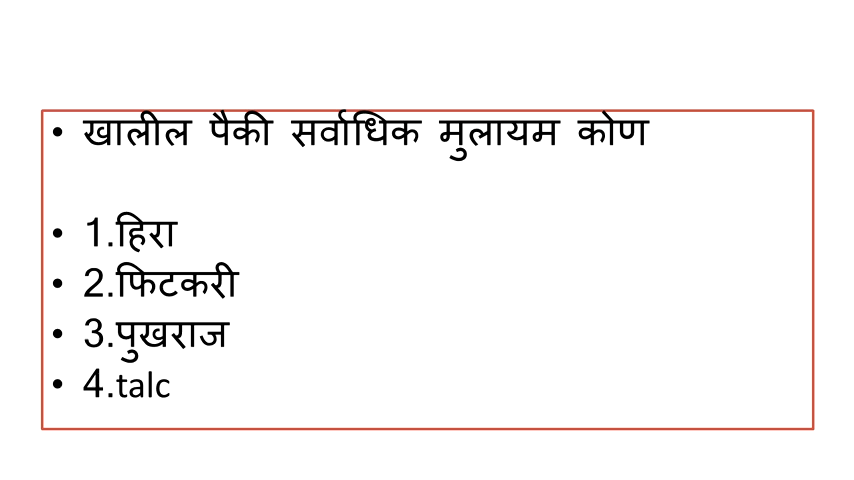 • खालील पैकी सर्वाधिक मुलायम कोण
• 1.हिरा
• 2.फिटकरी
• 3.पुखराज
• 4.talc